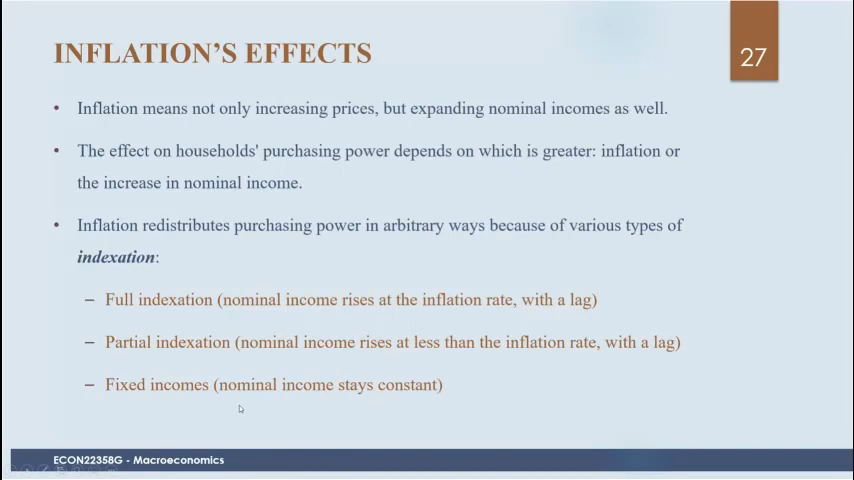 INFLATION'S EFFECTS
27
• Inflation means not only increasing prices, but expanding nominal incomes as well.
• The effect on households' purchasing power depends on which is greater: inflation or
the increase in nominal income.
• Inflation redistributes purchasing power in arbitrary ways because of various types of
indexation:
– Full indexation (nominal income rises at the inflation rate, with a lag)
– Partial indexation (nominal income rises at less than the inflation rate, with a lag)
– Fixed incomes (nominal income stays constant)
ECON22358G - Macroeconomics